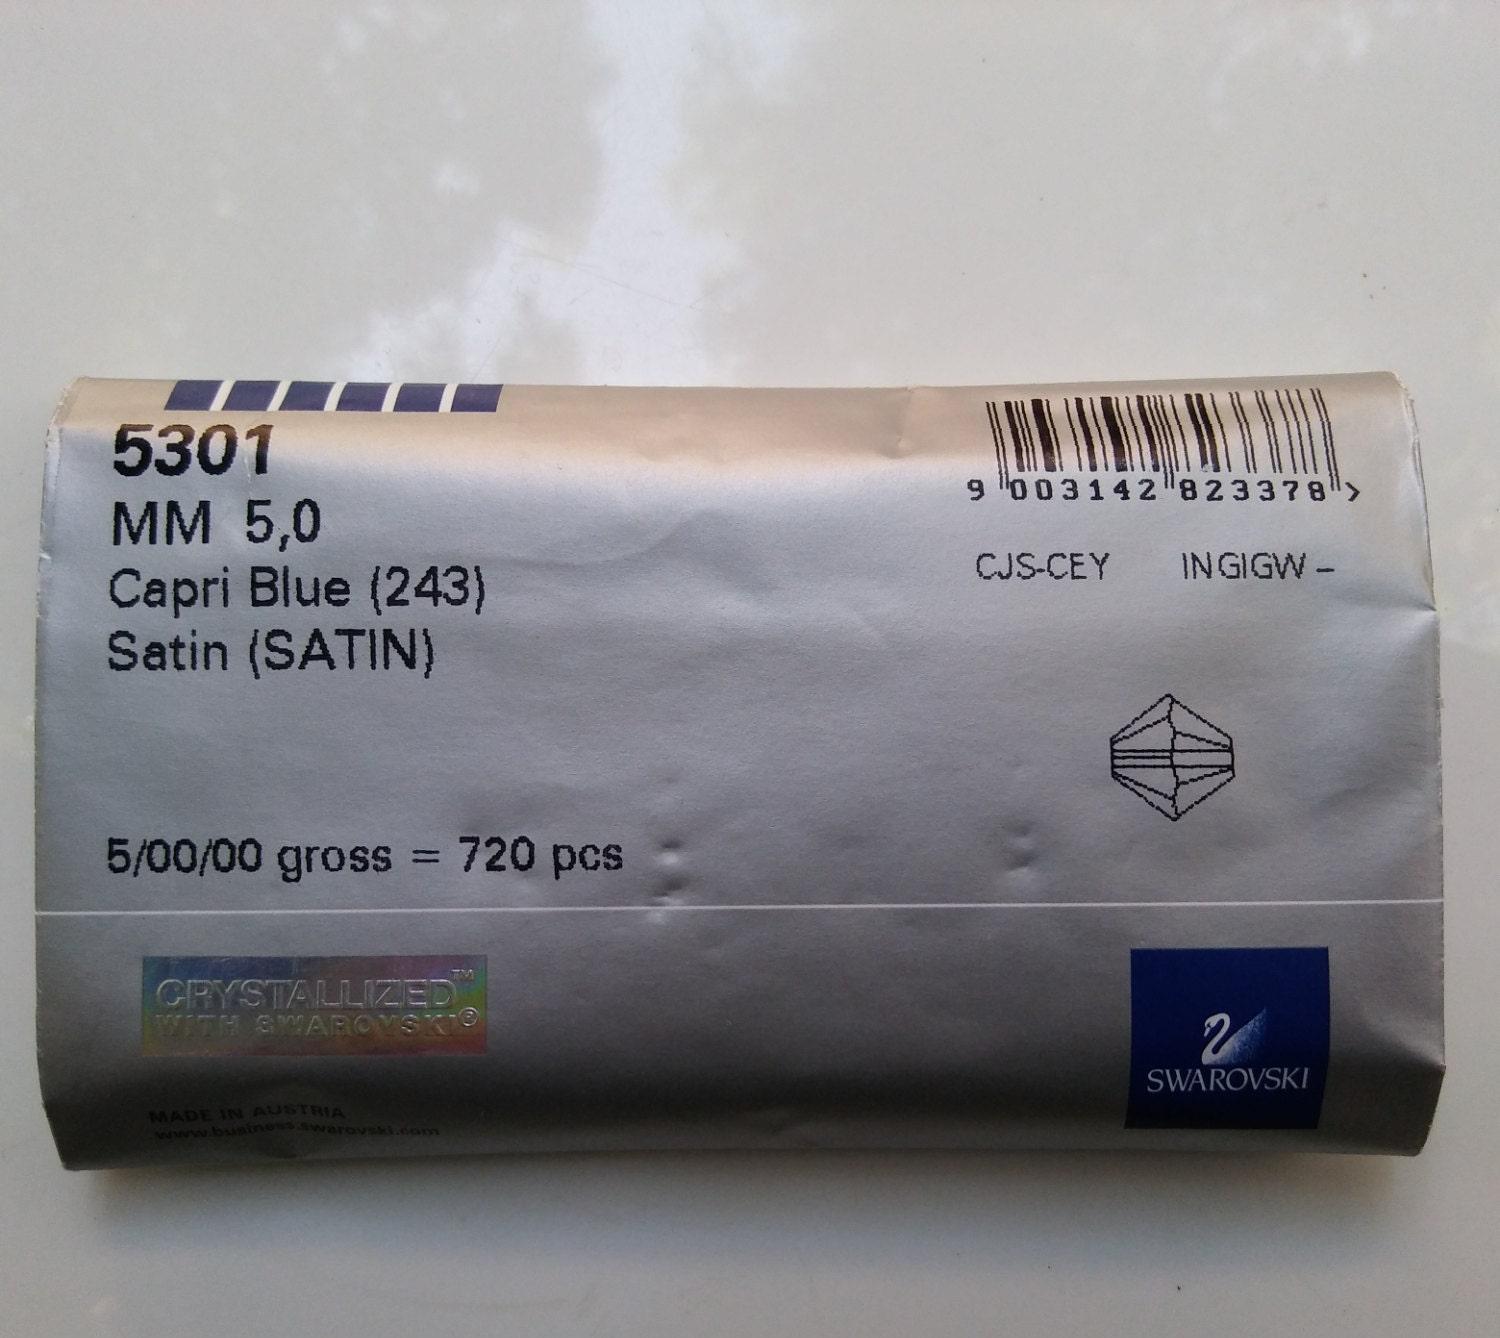 5301
MM 5,0
Capri Blue (243)
Satin (SATIN)
5/00/00 gross = 720 pcs
9 003142 823378 >
CJS-CEY INGIGW -
CRYSTALLIZED™
WITH SWAROVSKI®
MADE IN AUSTRIA
www.business.swarovski.com
SWAROVSKI